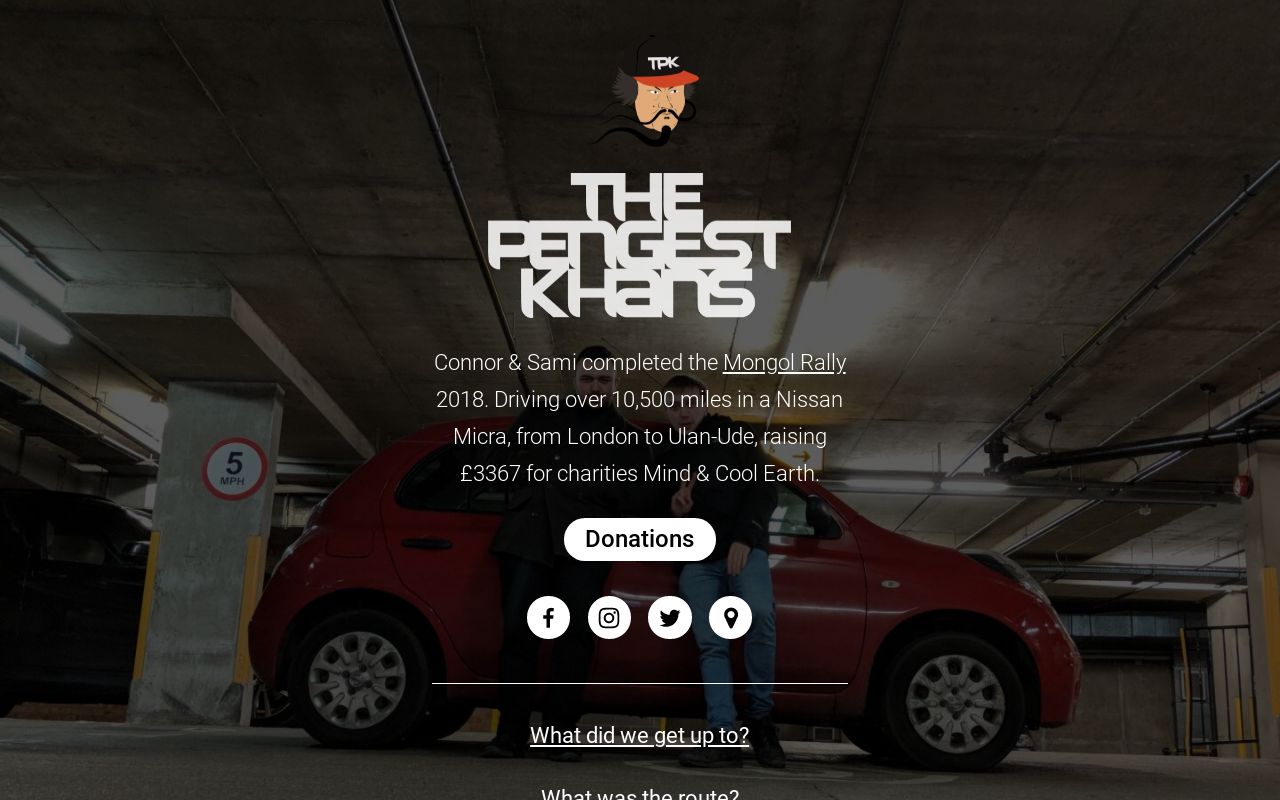 TPK
THE
PENGEST
KHANS
Connor & Sami completed the Mongol Rally
2018. Driving over 10,500 miles in a Nissan
Micra, from London to Ulan-Ude, raising
£3367 for charities Mind & Cool Earth.
5
MPH
Donations
What did we get up to?
What was the route?